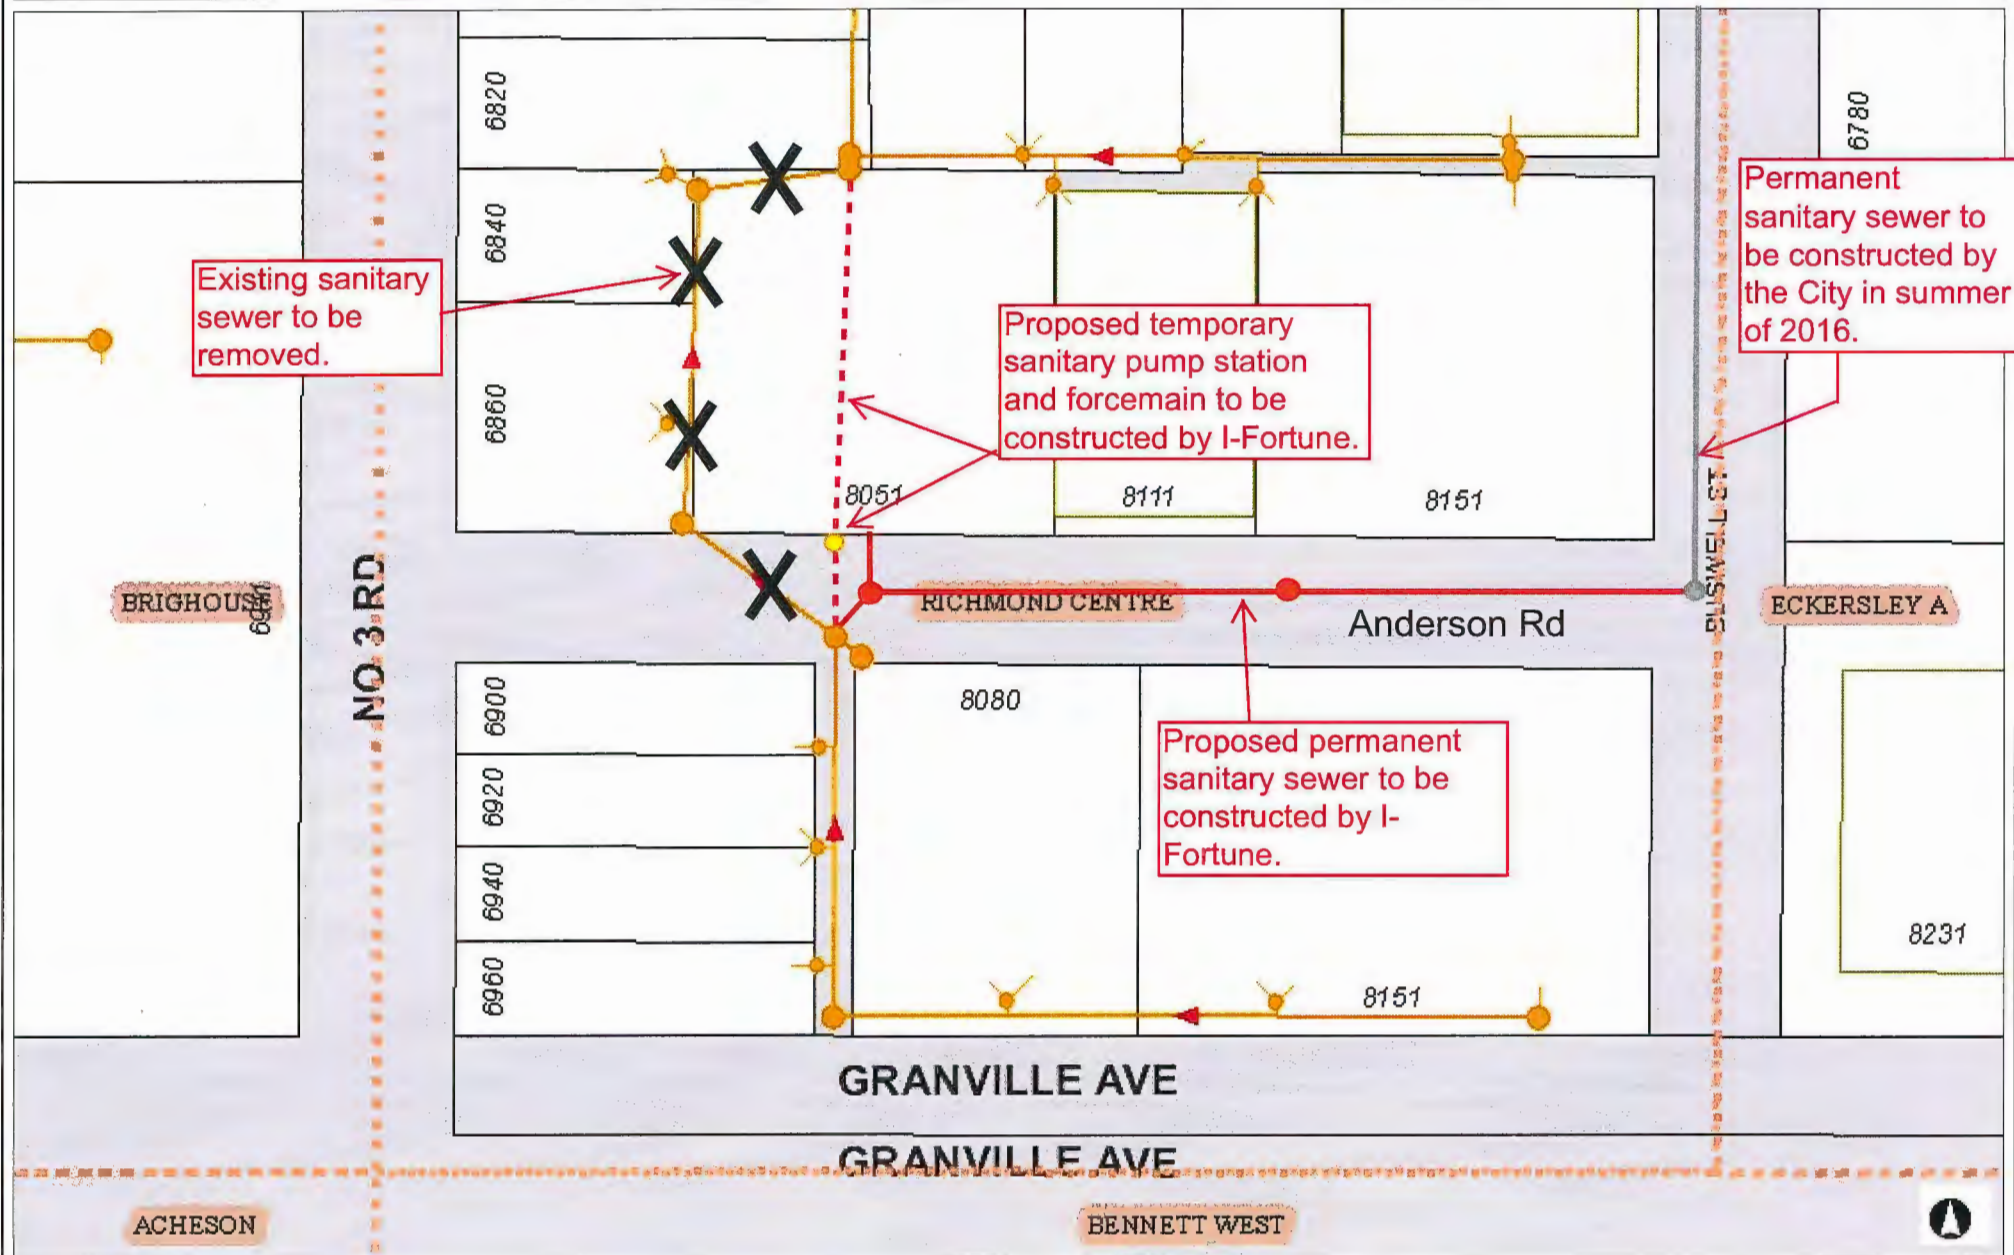 6820
6780
Permanent
sanitary sewer to
be constructed by
the City in summer
of 2016.
6840
Existing sanitary
sewer to be
removed.
Proposed temporary
sanitary pump station
and forcemain to be
constructed by I-Fortune.
6860
8051
8111
8151
NO 3 RD
BRIGHOUSE
RICHMOND CENTRE
ECKERSLEY A
Anderson Rd
6900
8080
Proposed permanent
sanitary sewer to be
constructed by I-
Fortune.
6920
6940
8231
6960
8151
GRANVILLE AVE
GRANVILLE AVE
ACHESON
BENNETT WEST